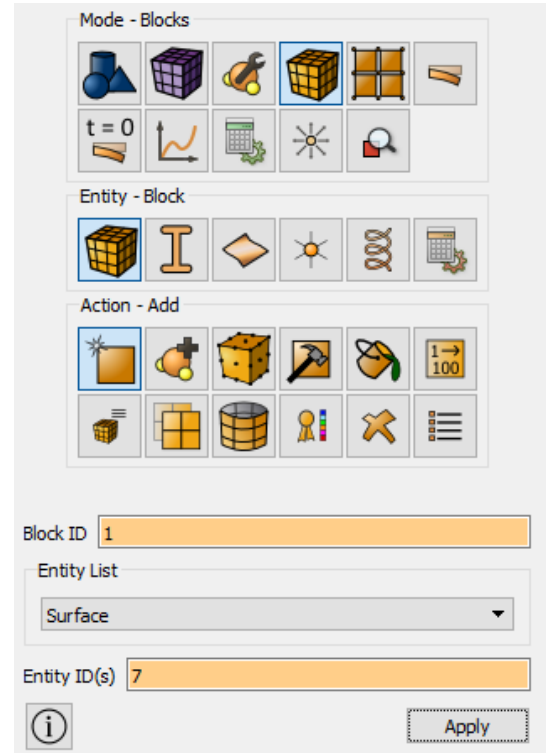 Mode - Blocks
t = 0
Entity - Block
Action - Add
1→
100
Block ID 1
Entity List
Surface
Entity ID(s) 7
i Apply